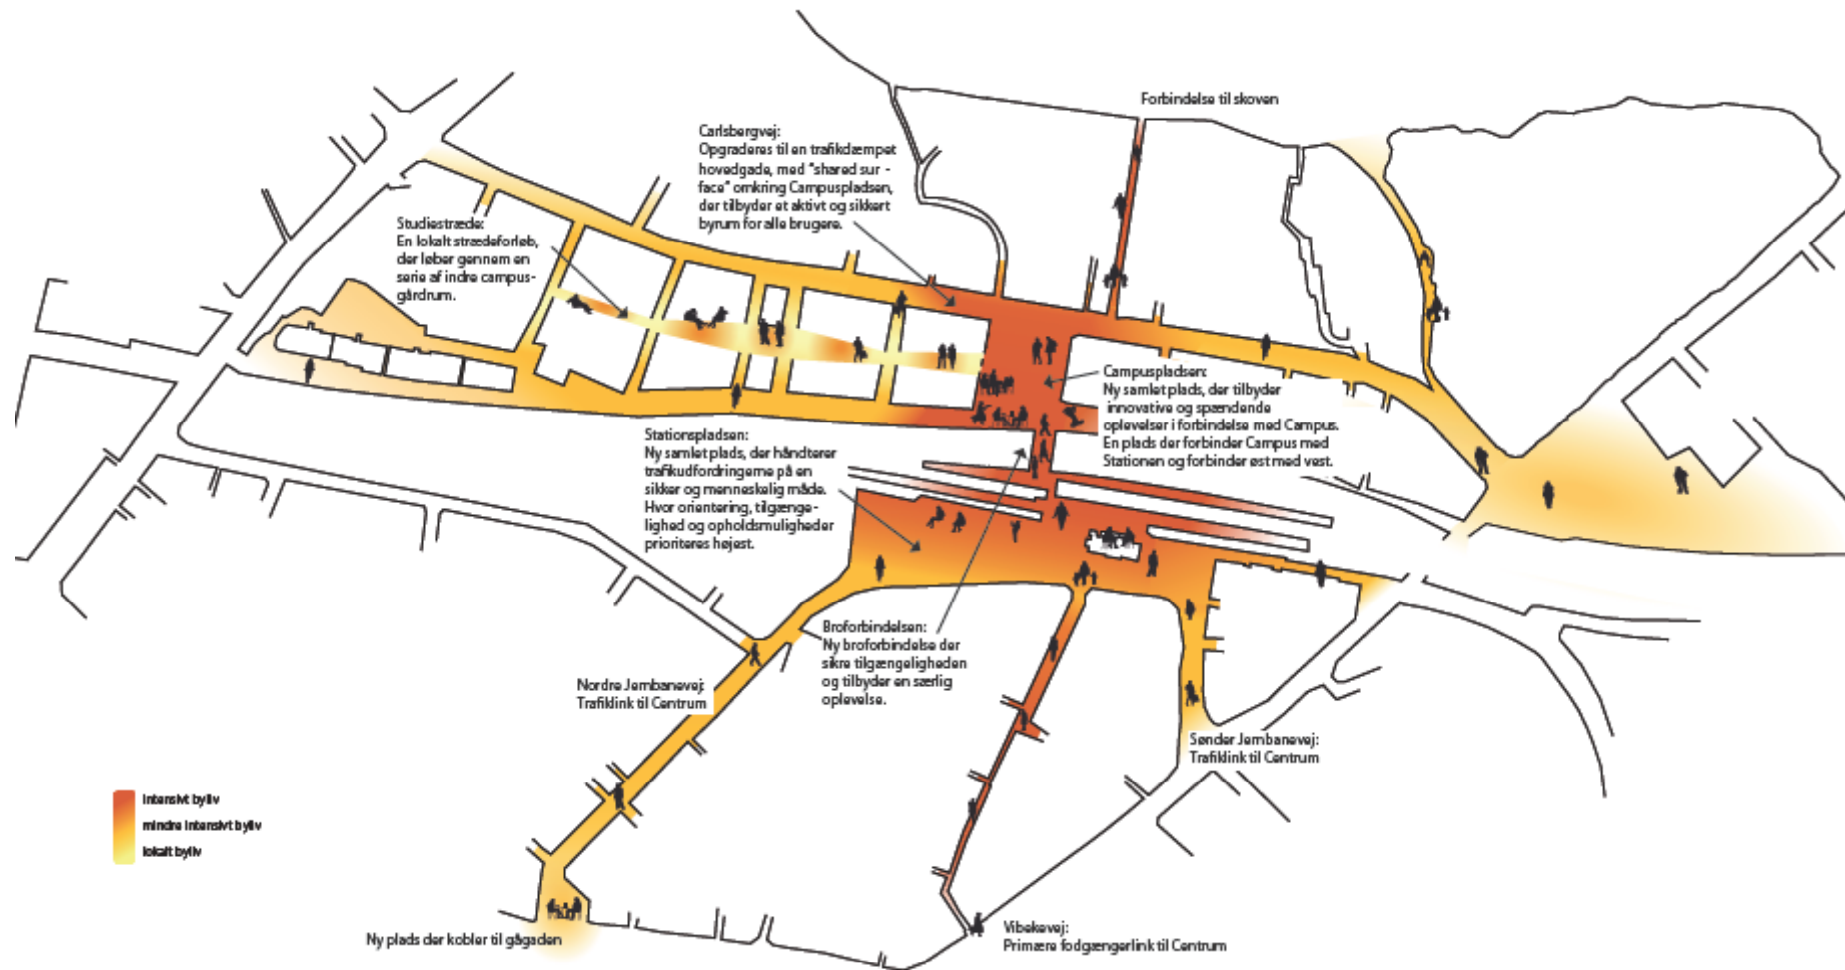 Forbindelse til skoven
Carlsbergvej:
Opgraderes til en trafikdæmpet
hovedgade, med "shared sur -
face" omkring Campuspladsen,
der tilbyder et aktivt og sikkert
byrum for alle brugere.
Studiestræde:
En lokalt strædeforløb,
der løber gennem en
serie af indre campus-
gårdrum.
Campuspladsen:
Ny samlet plads, der tilbyder
innovative og spændende
oplevelser i forbindelse med Campus.
En plads der forbinder Campus med
Stationen og forbinder øst med vest.
Stationspladsen:
Ny samlet plads, der håndterer
trafikudfordringerne på en
sikker og menneskelig måde.
Hvor orientering, tilgænge-
lighed og opholdsmuligheder
prioriteres højest.
Broforbindelsen:
Ny broforbindelse der
sikre tilgængeligheden
og tilbyder en særlig
oplevelse.
Nordre Jernbanevej:
Trafiklink til Centrum
Sønder Jernbanevej:
Trafiklink til Centrum
intensivt byliv
mindre intensivt byliv
lokalt byliv
Ny plads der kobler til gågaden
Vibekevej:
Primære fodgængerlink til Centrum